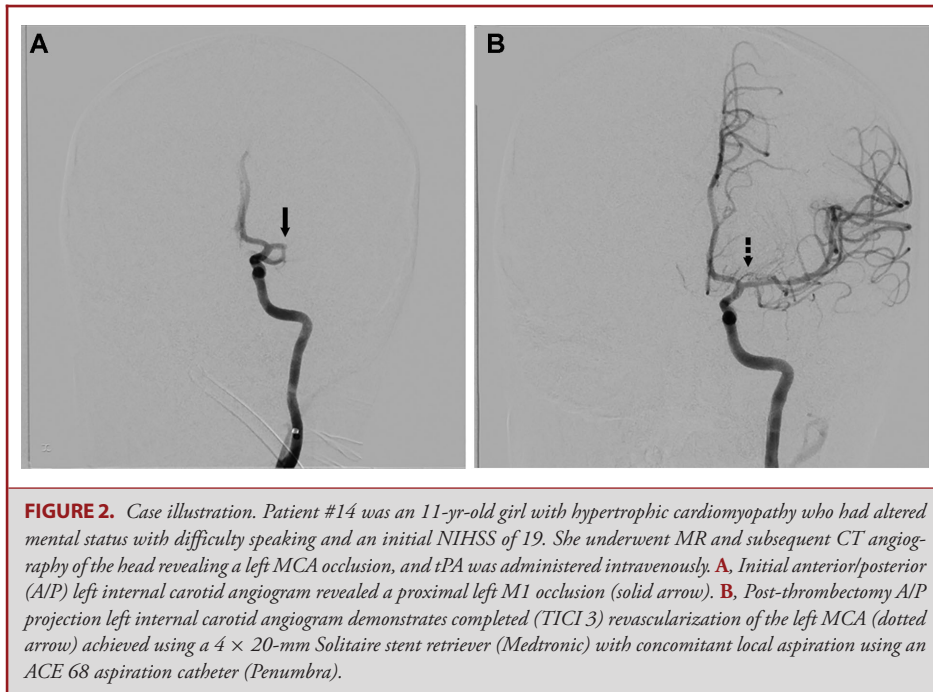 A
B
FIGURE 2. Case illustration. Patient #14 was an 11-yr-old girl with hypertrophic cardiomyopathy who had altered
mental status with difficulty speaking and an initial NIHSS of 19. She underwent MR and subsequent CT angiog-
raphy of the head revealing a left MCA occlusion, and tPA was administered intravenously. A, Initial anterior/posterior
(A/P) left internal carotid angiogram revealed a proximal left M1 occlusion (solid arrow). B, Post-thrombectomy A/P
projection left internal carotid angiogram demonstrates completed (TICI 3) revascularization of the left MCA (dotted
arrow) achieved using a 4 × 20-mm Solitaire stent retriever (Medtronic) with concomitant local aspiration using an
ACE 68 aspiration catheter (Penumbra).